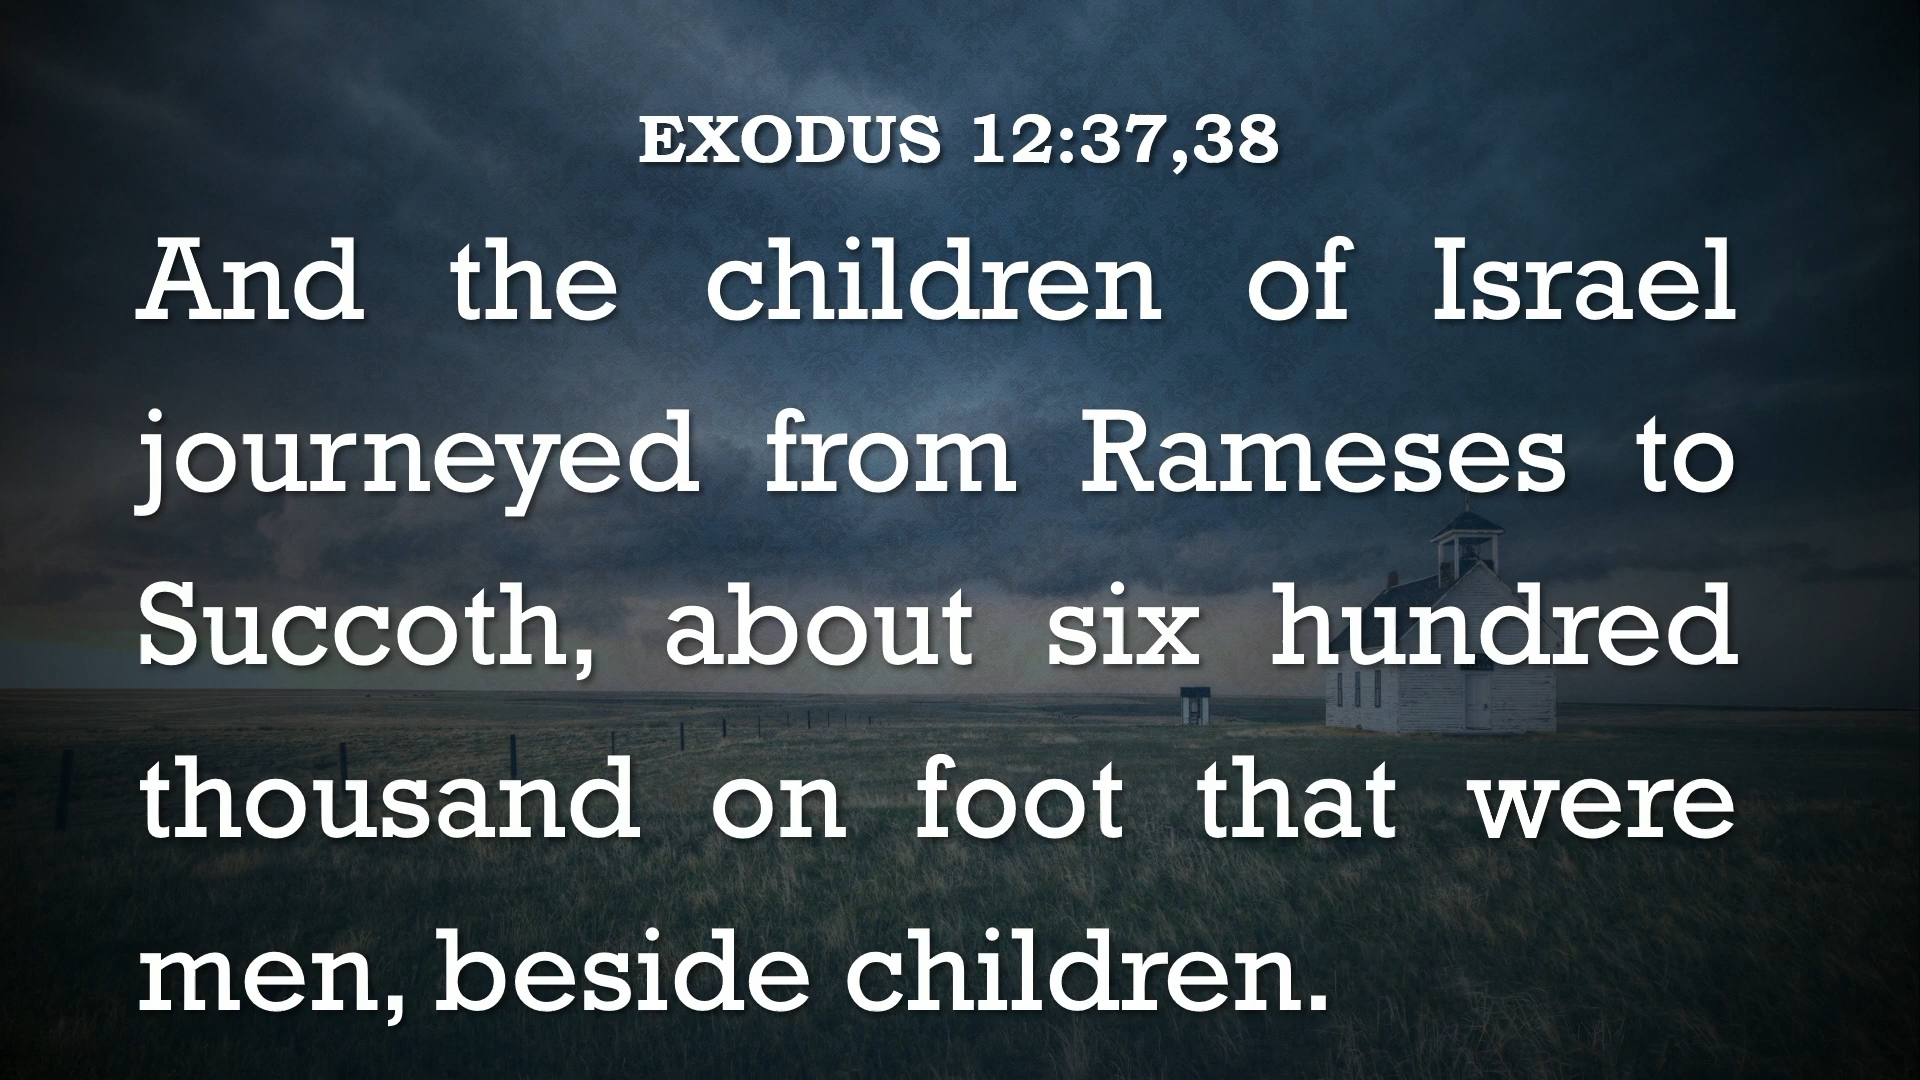 EXODUS 12:37,38
And the children of Israel
journeyed from Rameses to
Succoth, about six hundred
thousand on foot that were
men, beside children.